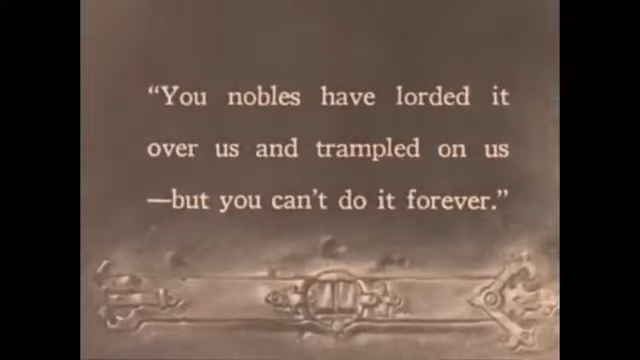 “You nobles have lorded it
over us and trampled on us
—but you can’t do it forever.”